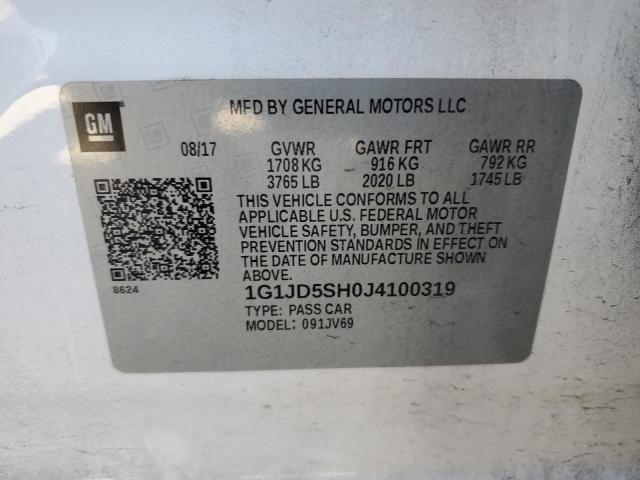 GM
MFD BY GENERAL MOTORS LLC
08/17 GVWR GAWR FRT GAWR RR
1708 KG 916 KG 792 KG
3765 LB 2020 LB 1745 LB
THIS VEHICLE CONFORMS TO ALL
APPLICABLE U.S. FEDERAL MOTOR
VEHICLE SAFETY, BUMPER, AND THEFT
PREVENTION STANDARDS IN EFFECT ON
THE DATE OF MANUFACTURE SHOWN
ABOVE.
8624
1G1JD5SH0J4100319
TYPE: PASS CAR
MODEL: 091JV69